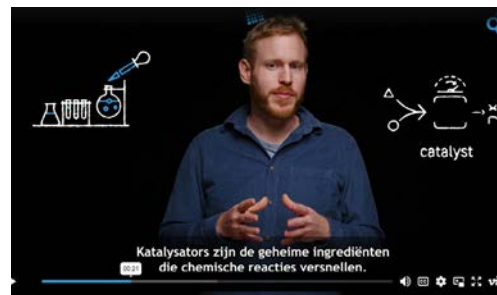 catalyst
Katalysators zijn de geheime ingrediënten
die chemische reacties versnellen.
00:21